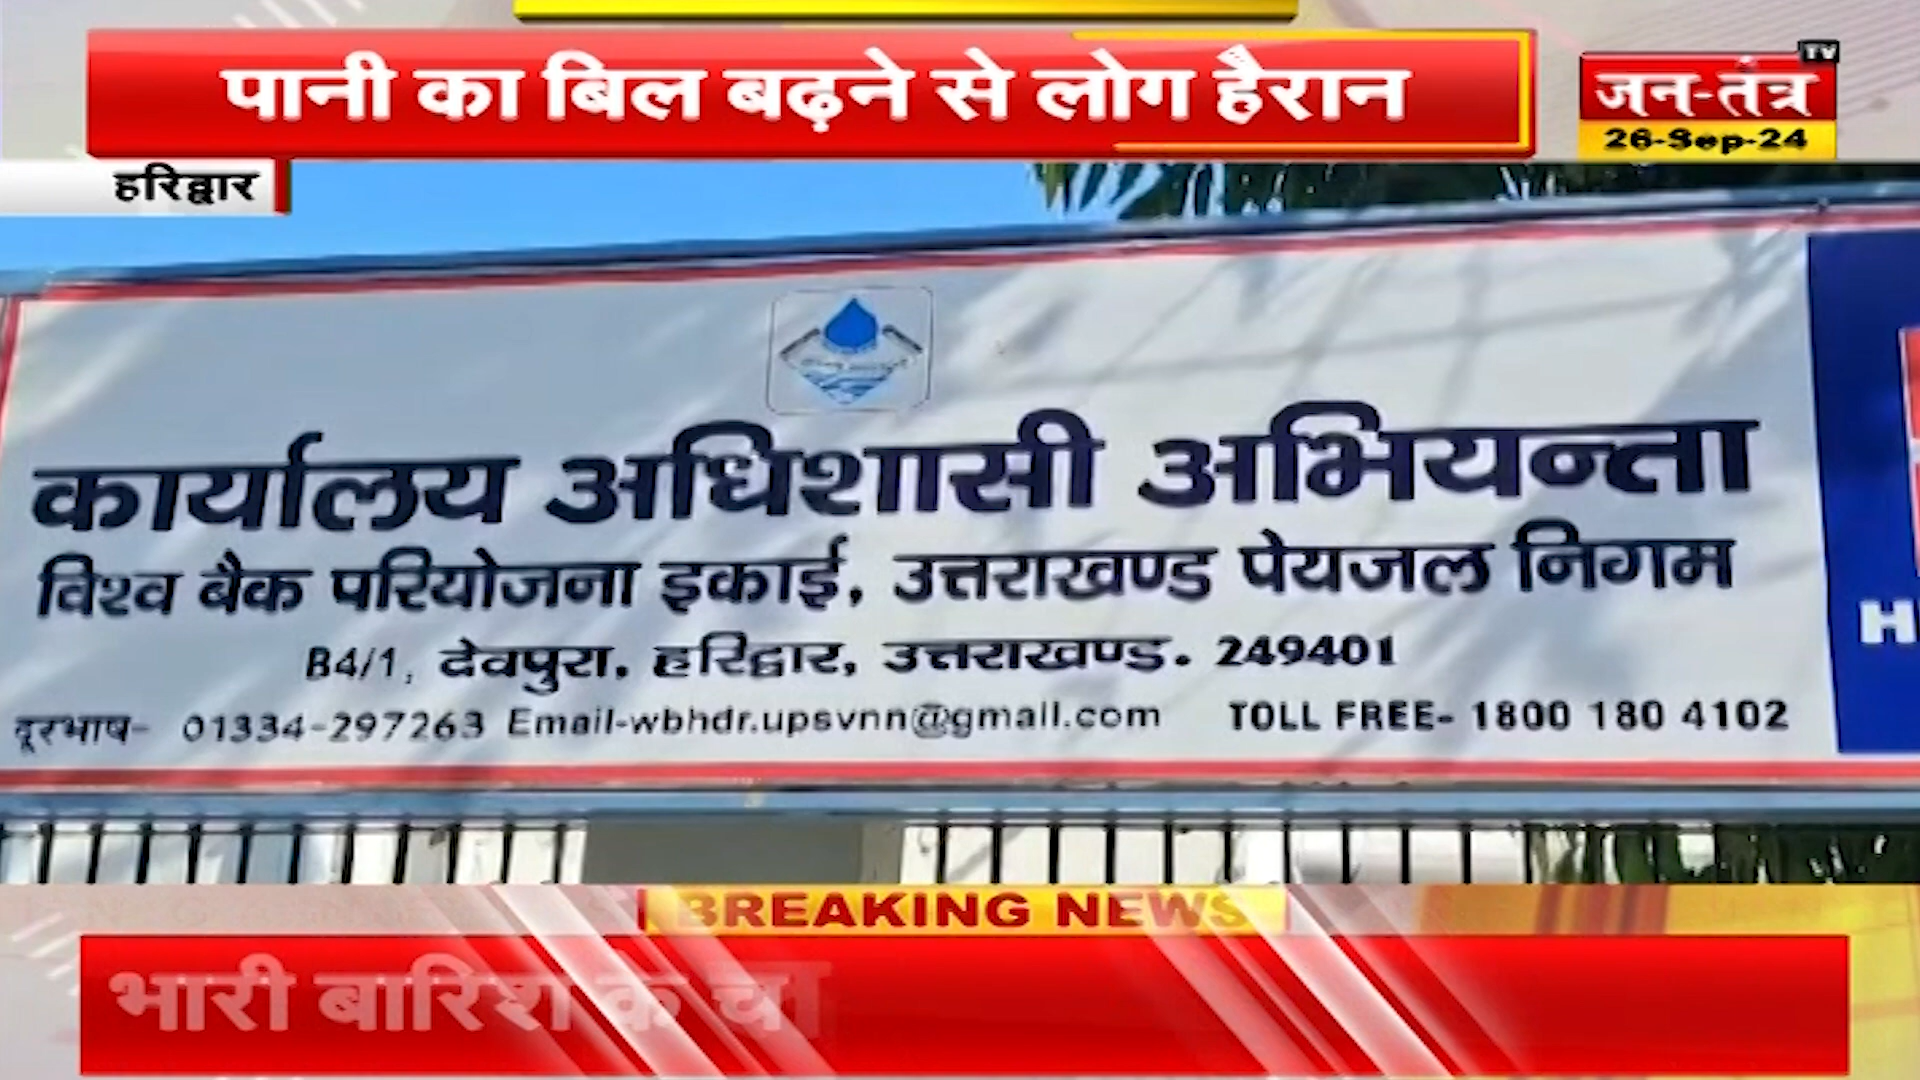 पानी का बिल बढ़ने से लोग हैरान
TV
जन-तंत्र
26-Sep-24
हरिद्वार
कार्यालय अधिशासी अभियन्ता
विश्व बैक परियोजना इकाई, उत्तराखण्ड पेयजल निगम
B4/1, देवपुरा, हरिद्वार, उत्तराखण्ड. 249401
दूरभाष- 01334-297263 Email-wbhdr.upsvnn@gmail.com TOLL FREE- 1800 180 4102
H
BREAKING NEWS
भारी बारिश